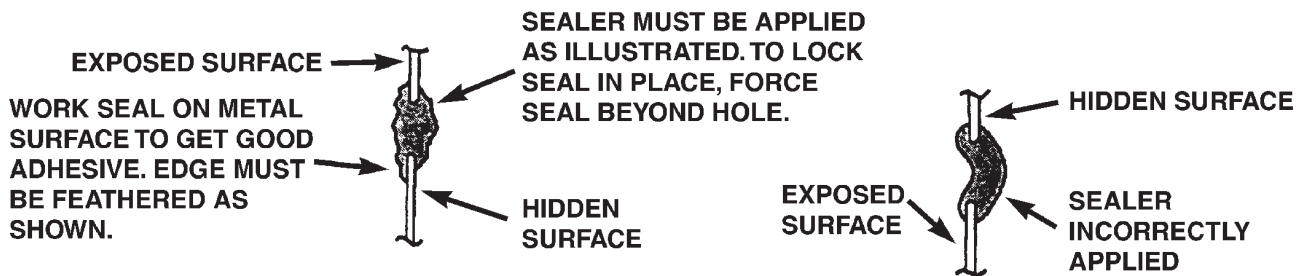 EXPOSED SURFACE
WORK SEAL ON METAL
SURFACE TO GET GOOD
ADHESIVE. EDGE MUST
BE FEATHERED AS
SHOWN.
SEALER MUST BE APPLIED
AS ILLUSTRATED. TO LOCK
SEAL IN PLACE, FORCE
SEAL BEYOND HOLE.
HIDDEN
SURFACE
HIDDEN SURFACE
EXPOSED
SURFACE
SEALER
INCORRECTLY
APPLIED